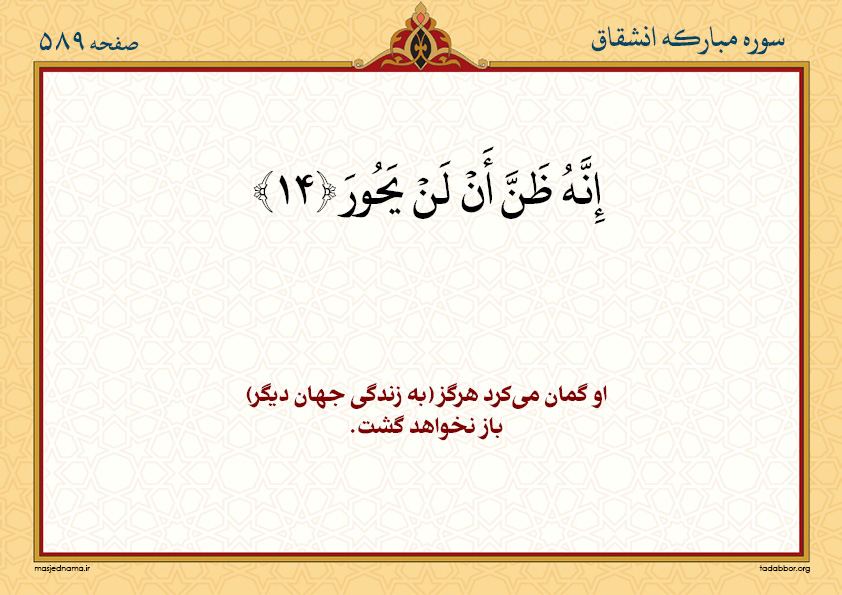 سوره مبارکه انشقاق
صفحه ۵۸۹
إِنَّهُ ظَنَّ أَنْ لَنْ يَحُورَ ﴿۱۴﴾
او گمان می‌کرد هرگز (به زندگی جهان دیگر)
باز نخواهد گشت.
masjednama.ir
tadabbor.org